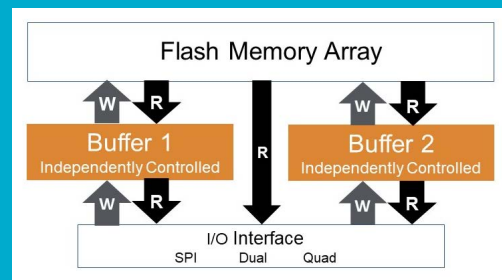 Flash Memory Array
W R R W R
Buffer 1
Independently Controlled
Buffer 2
Independently Controlled
W R W R
I/O Interface
SPI Dual Quad